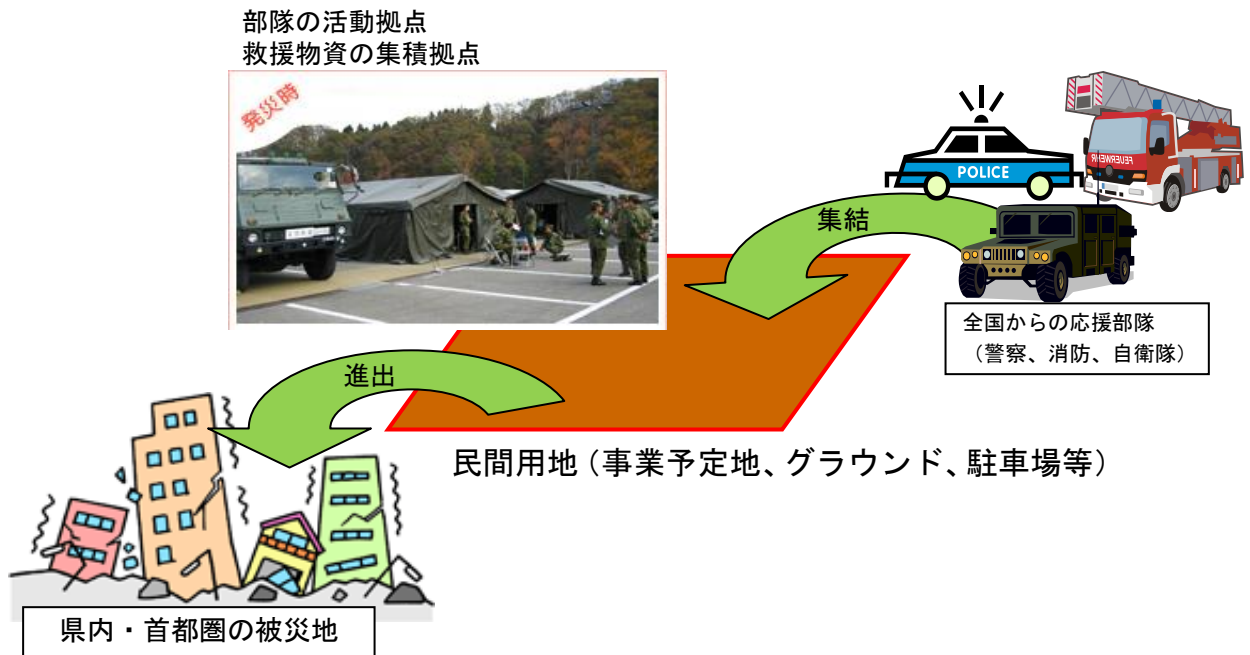 部隊の活動拠点
救援物資の集積拠点
発災時
POLICE
FEUERWEHR
集結
全国からの応援部隊
（警察、消防、自衛隊）
進出
民間用地（事業予定地、グラウンド、駐車場等）
県内・首都圏の被災地